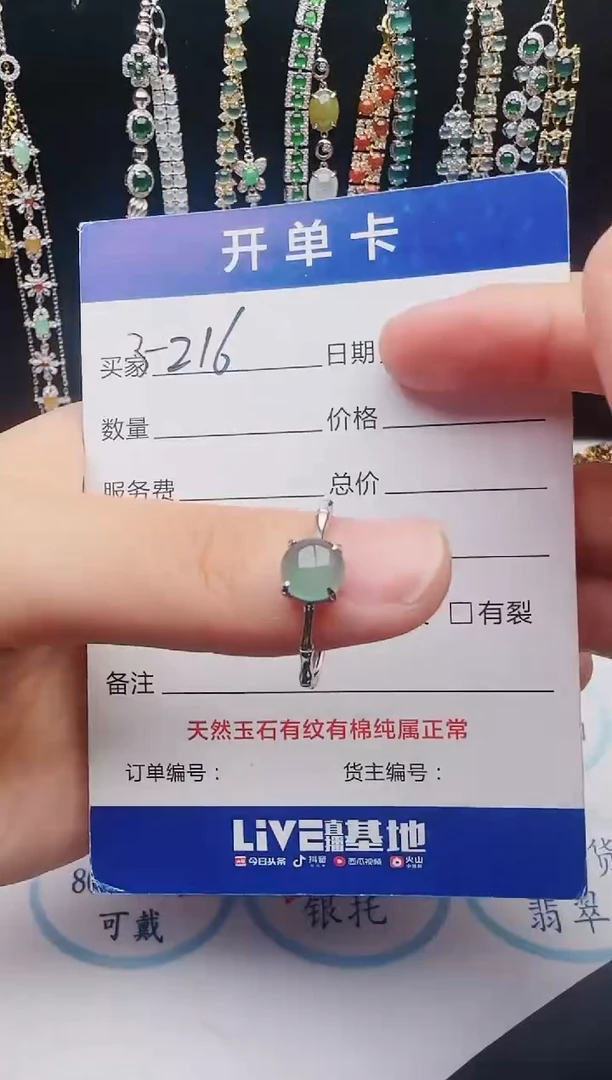 开单卡
买家 3-216 日期
数量 价格
服务费 总价
□有裂
备注
天然玉石有纹有棉纯属正常
订单编号： 货主编号：
LiVE直播基地
今日头条 抖音 西瓜视频 火山
可戴 银托 翡翠